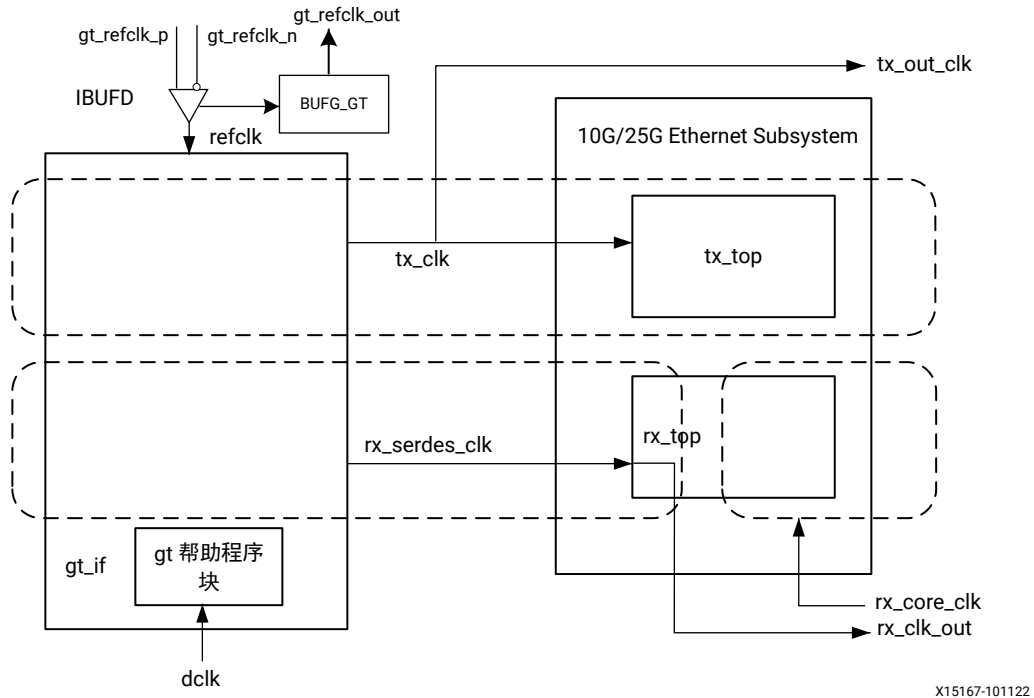 gt_refclk_out
gt_refclk_p
gt_refclk_n
tx_out_clk
IBUFD
BUFG_GT
refclk
10G/25G Ethernet Subsystem
tx_clk
tx_top
rx_serdes_clk
rx_top
gt_if
gt 帮助程序
块
rx_core_clk
rx_clk_out
dclk
X15167-101122